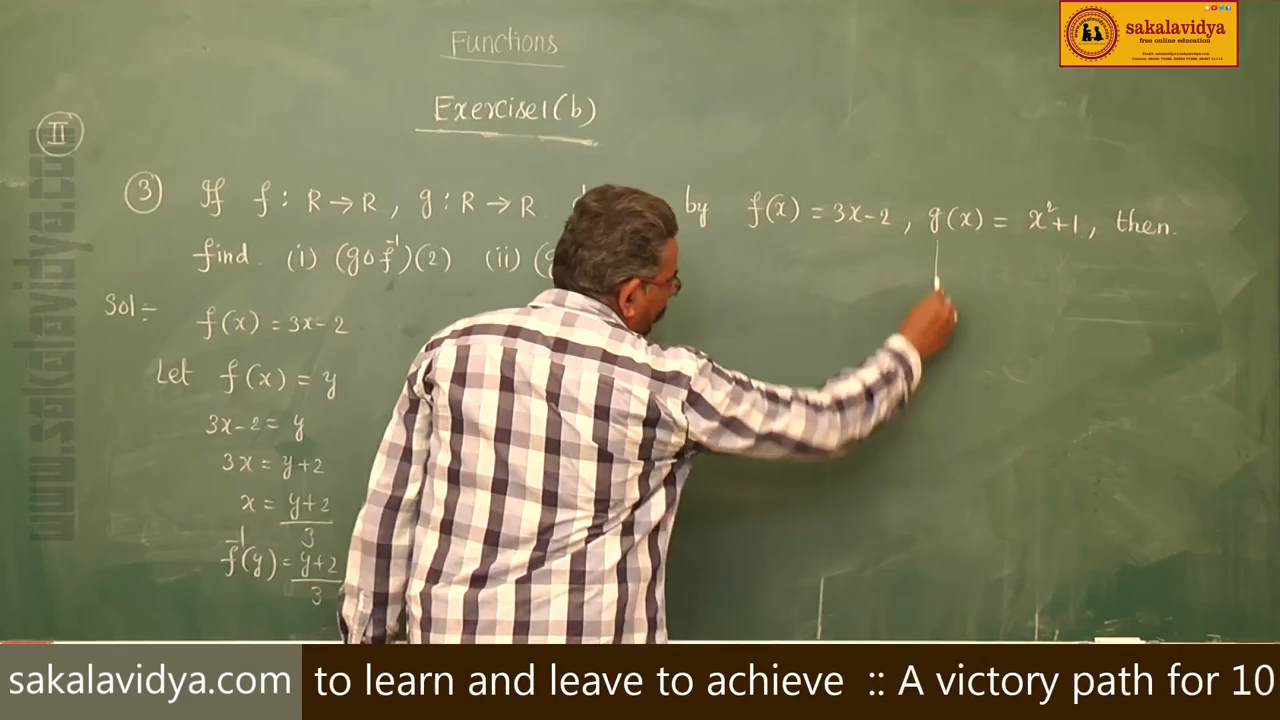 Functions
Exercise 1(b)
II
3 If f : R → R, g : R → R by f(x) = 3x-2, g(x) = x²+1, then
find (i) (gof⁻¹)(2) (ii) (g
Sol:- f(x) = 3x-2
Let f(x) = y
3x-2 = y
3x = y+2
x = y+2/3
f⁻¹(y) = y+2/3
sakalavidya
free online education
www.sakalavidya.com
sakalavidya.com to learn and leave to achieve :: A victory path for 10